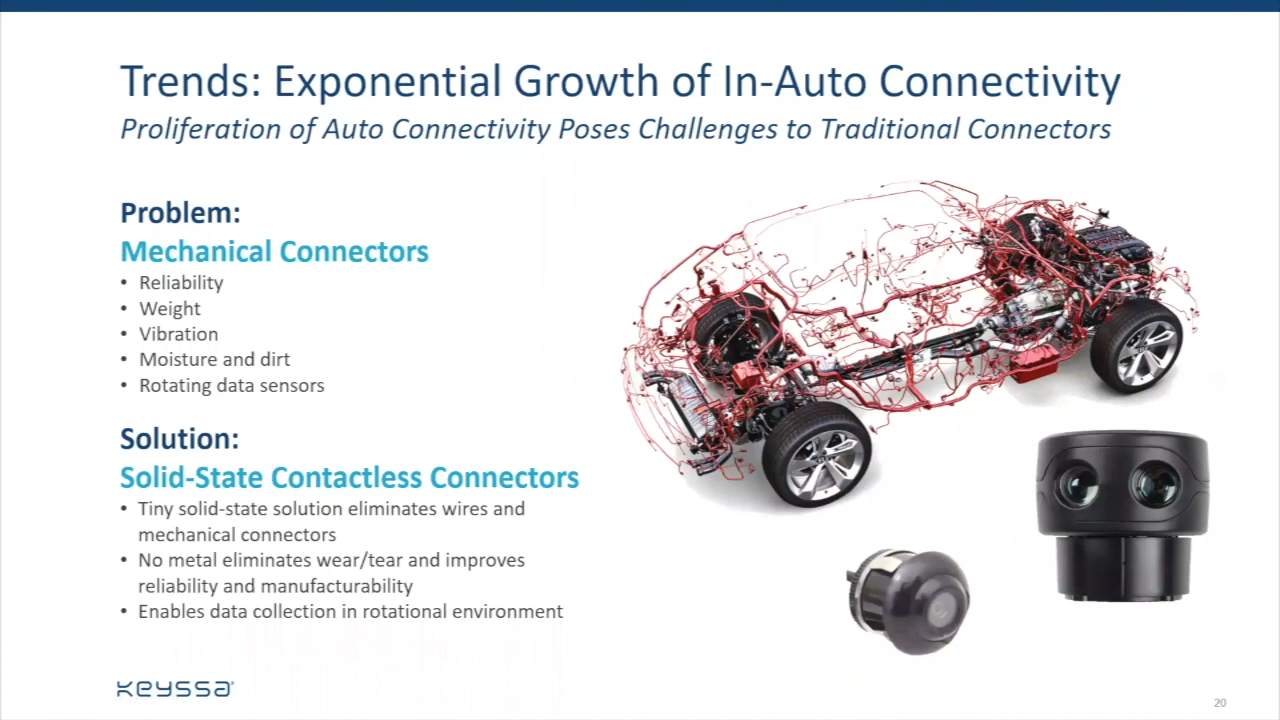 Trends: Exponential Growth of In-Auto Connectivity
Proliferation of Auto Connectivity Poses Challenges to Traditional Connectors
Problem:
Mechanical Connectors
• Reliability
• Weight
• Vibration
• Moisture and dirt
• Rotating data sensors
Solution:
Solid-State Contactless Connectors
• Tiny solid-state solution eliminates wires and
mechanical connectors
• No metal eliminates wear/tear and improves
reliability and manufacturability
• Enables data collection in rotational environment
keyssa
20